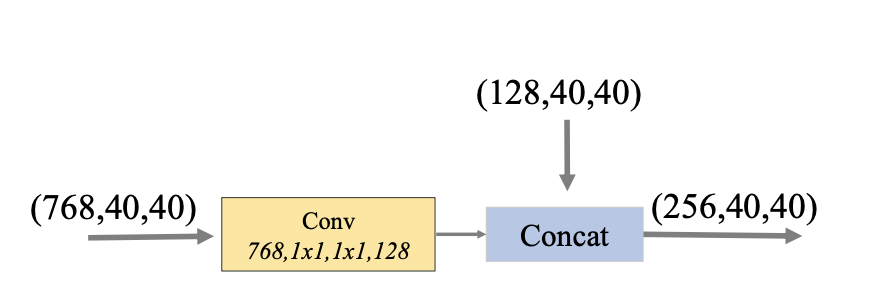 (128,40,40)
(768,40,40)
Conv
768,1x1,1x1,128
Concat
(256,40,40)